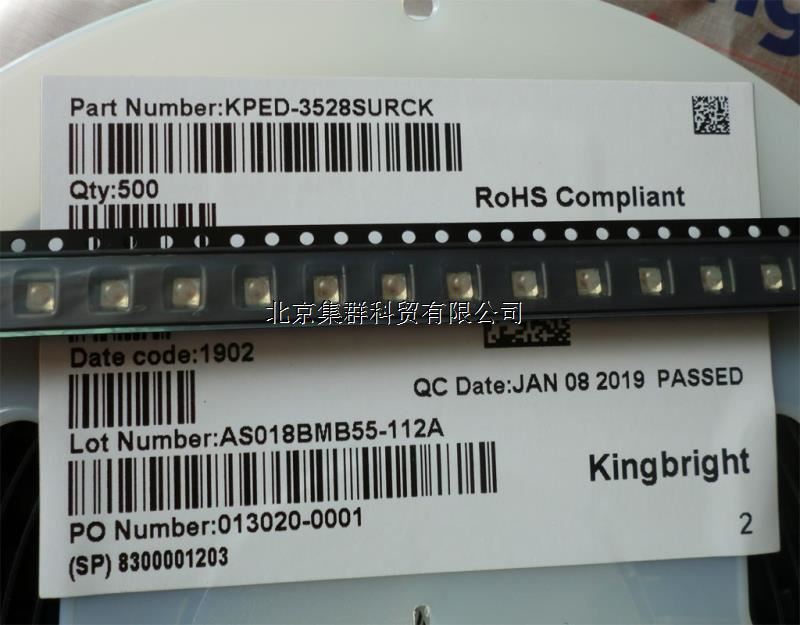 Part Number:KPED-3528SURCK
Qty:500
RoHS Compliant
北京集群科贸有限公司
Date code:1902
QC Date:JAN 08 2019 PASSED
Lot Number:AS018BMB55-112A
Kingbright
PO Number:013020-0001
2
(SP) 8300001203